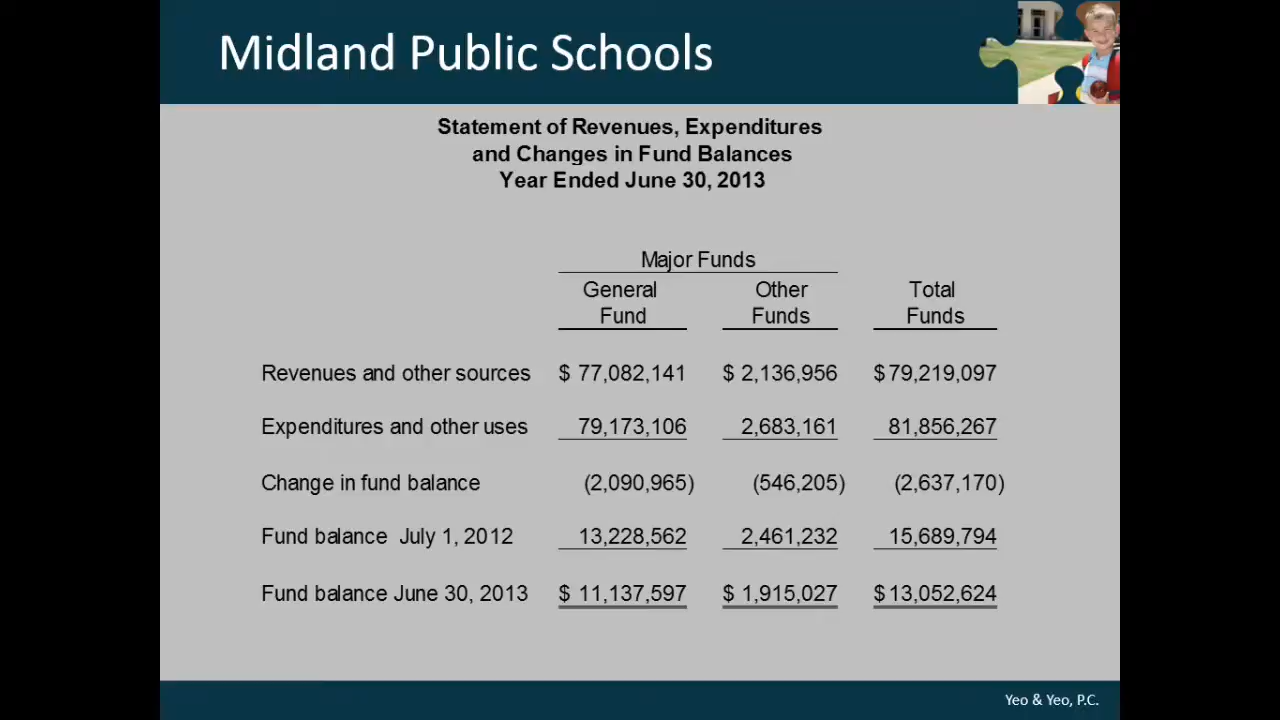 Midland Public Schools
Statement of Revenues, Expenditures
and Changes in Fund Balances
Year Ended June 30, 2013
Major Funds
General Other Total
Fund Funds Funds
Revenues and other sources $ 77,082,141 $ 2,136,956 $ 79,219,097
Expenditures and other uses 79,173,106 2,683,161 81,856,267
Change in fund balance (2,090,965) (546,205) (2,637,170)
Fund balance July 1, 2012 13,228,562 2,461,232 15,689,794
Fund balance June 30, 2013 $ 11,137,597 $ 1,915,027 $ 13,052,624
Yeo & Yeo, P.C.